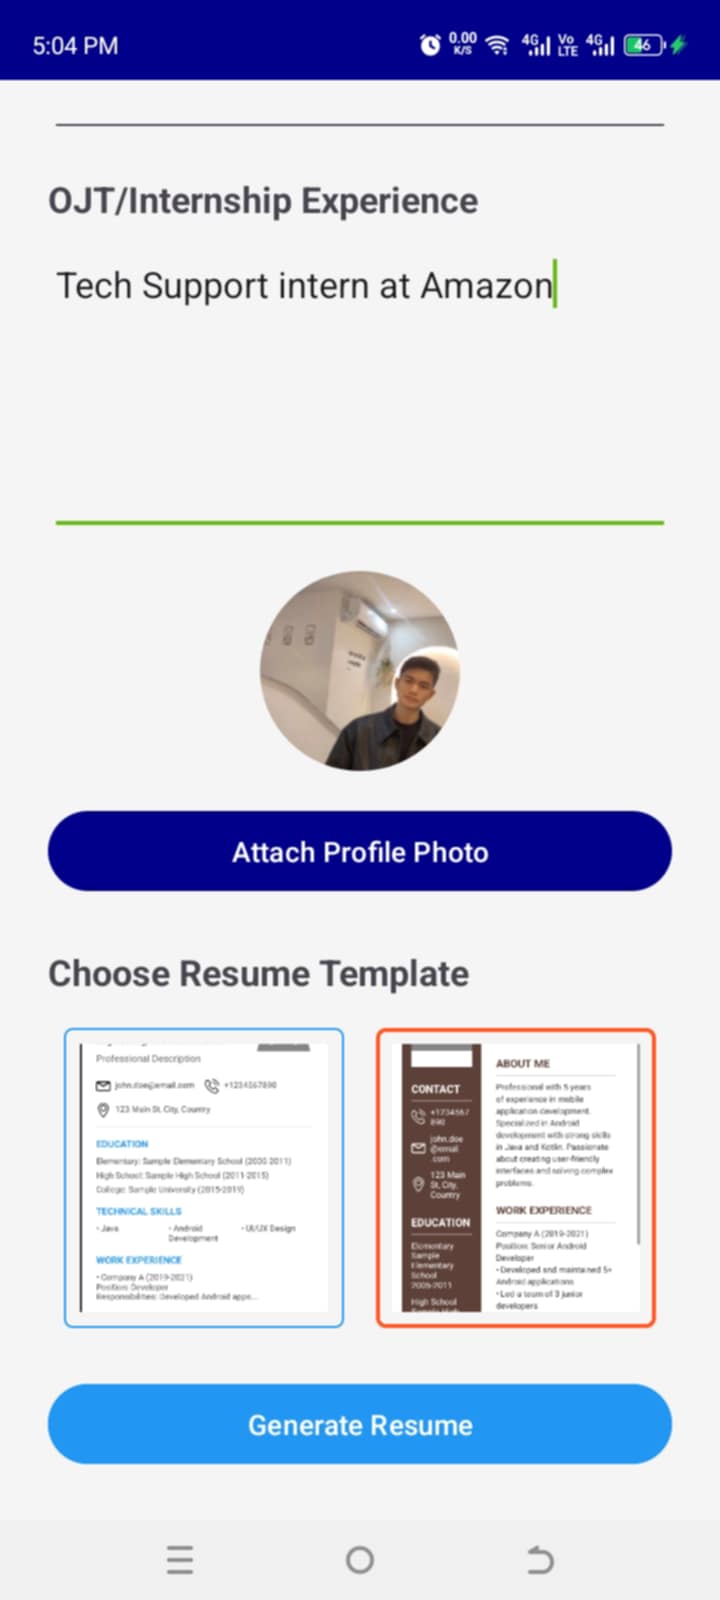 5:04 PM
0.00
K/S
4G
Vo
LTE
4G
46
OJT/Internship Experience
Tech Support intern at Amazon
Attach Profile Photo
Choose Resume Template
Professional Description
john.doe@email.com
+1234567890
123 Main St, City, Country
EDUCATION
Elementary: Sample Elementary School (2005-2011)
High School: Sample High School (2011-2015)
College: Sample University (2015-2019)
TECHNICAL SKILLS
• Java
• Android
Development
• UI/UX Design
WORK EXPERIENCE
• Company A (2019-2021)
Position: Developer
Responsibilities: Developed Android apps...
CONTACT
+1234567
890
john.doe
@email
.com
123 Main
St, City,
Country
EDUCATION
Elementary
Sample
Elementary
School
2005-2011
High School
ABOUT ME
Professional with 5 years
of experience in mobile
application development.
Specialized in Android
development with strong skills
in Java and Kotlin. Passionate
about creating user-friendly
interfaces and solving complex
problems.
WORK EXPERIENCE
Company A (2019-2021)
Position: Senior Android
Developer
• Developed and maintained 5+
Android applications
• Led a team of 3 junior
developers
Generate Resume